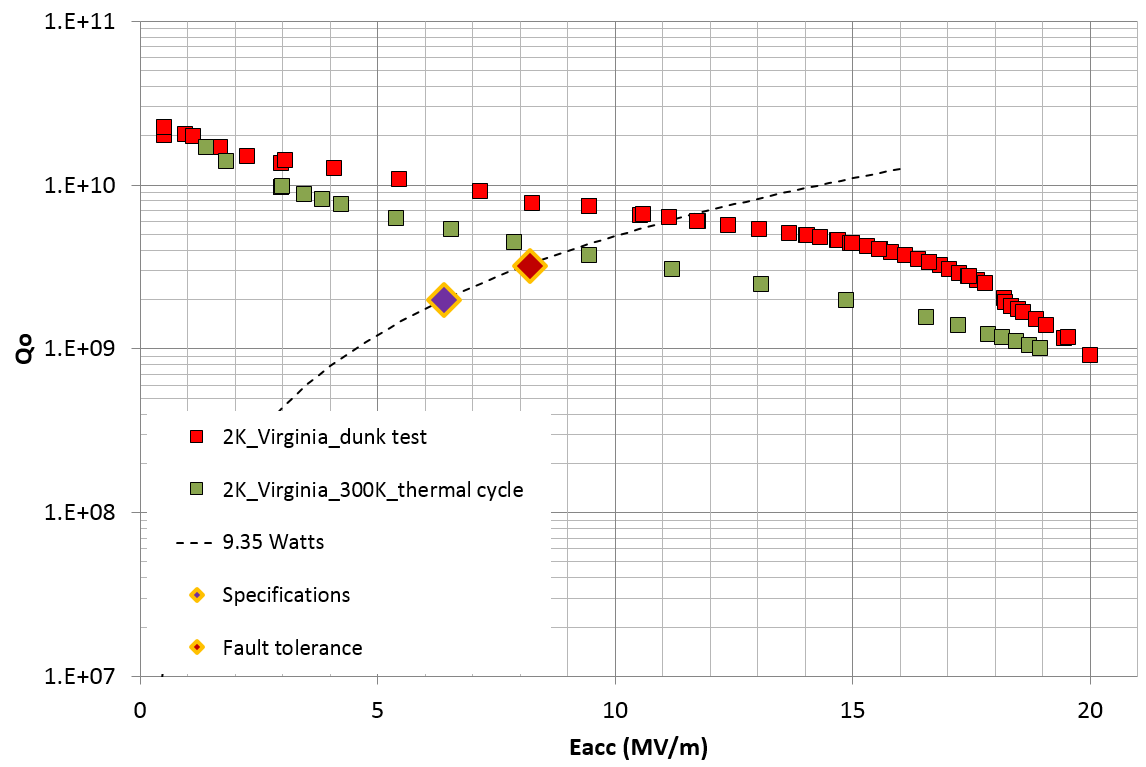 1.E+11
1.E+10
1.E+09
1.E+08
1.E+07
Qo
2K_Virginia_dunk test
2K_Virginia_300K_thermal cycle
9.35 Watts
Specifications
Fault tolerance
0 5 10 15 20
Eacc (MV/m)